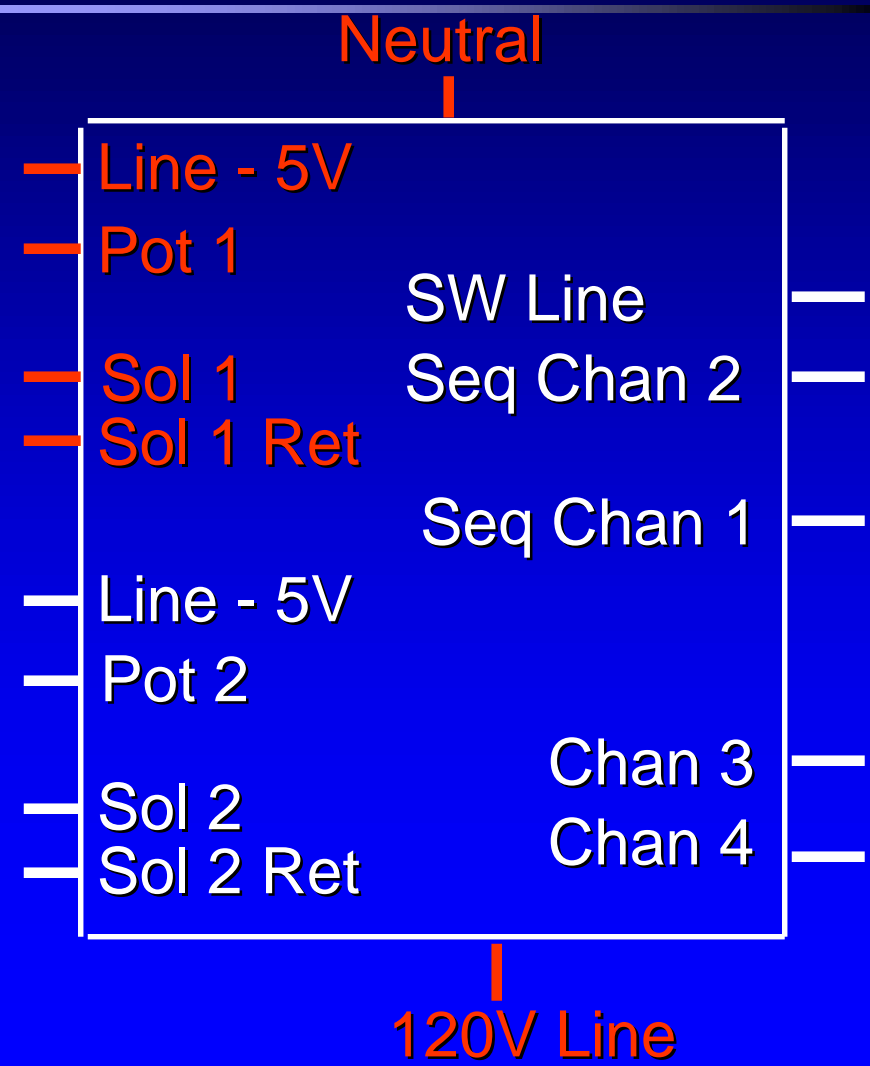 Neutral
Line - 5V
Pot 1
SW Line
Sol 1
Seq Chan 2
Sol 1 Ret
Seq Chan 1
Line - 5V
Pot 2
Chan 3
Sol 2
Chan 4
Sol 2 Ret
120V Line